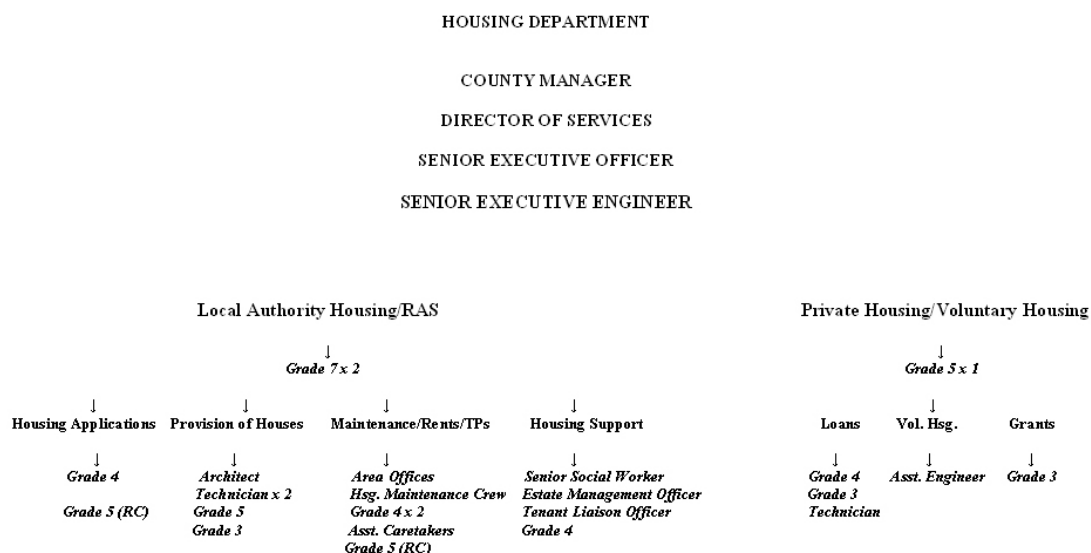 HOUSING DEPARTMENT
COUNTY MANAGER
DIRECTOR OF SERVICES
SENIOR EXECUTIVE OFFICER
SENIOR EXECUTIVE ENGINEER
Local Authority Housing/RAS
Private Housing/Voluntary Housing
↓ ↓
Grade 7 x 2
Grade 5 x 1
↓ ↓ ↓ ↓ ↓
Housing Applications Provision of Houses Maintenance/Rents/TPs Housing Support Loans Vol. Hsg. Grants
↓ ↓ ↓ ↓ ↓ ↓ ↓
Grade 4 Architect Area Offices Senior Social Worker Grade 4 Asst. Engineer Grade 3
Technician x 2 Hsg. Maintenance Crew Estate Management Officer Grade 3
Grade 5 (RC) Grade 5 Grade 4 x 2 Tenant Liaison Officer Technician
Grade 3 Asst. Caretakers Grade 4
Grade 5 (RC)